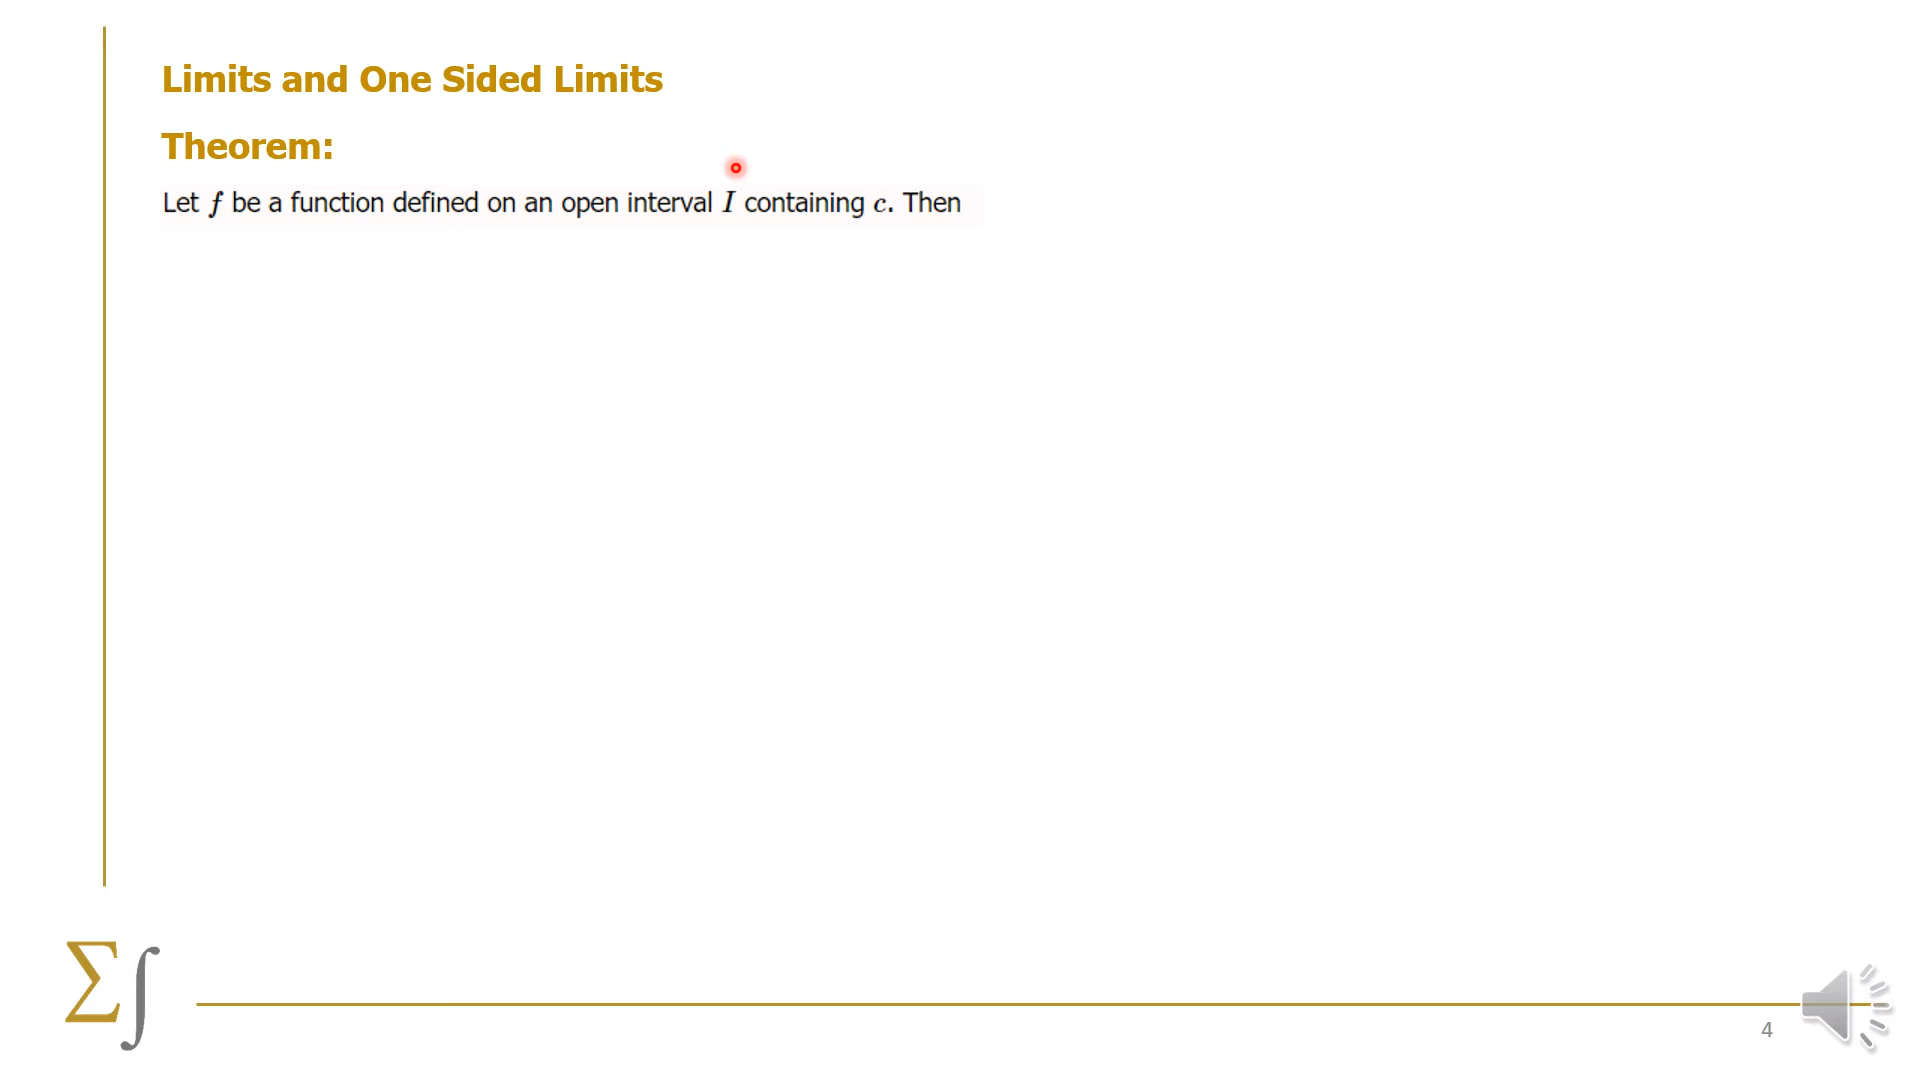 Limits and One Sided Limits
Theorem:
Let f be a function defined on an open interval I containing c. Then
∑∫
4